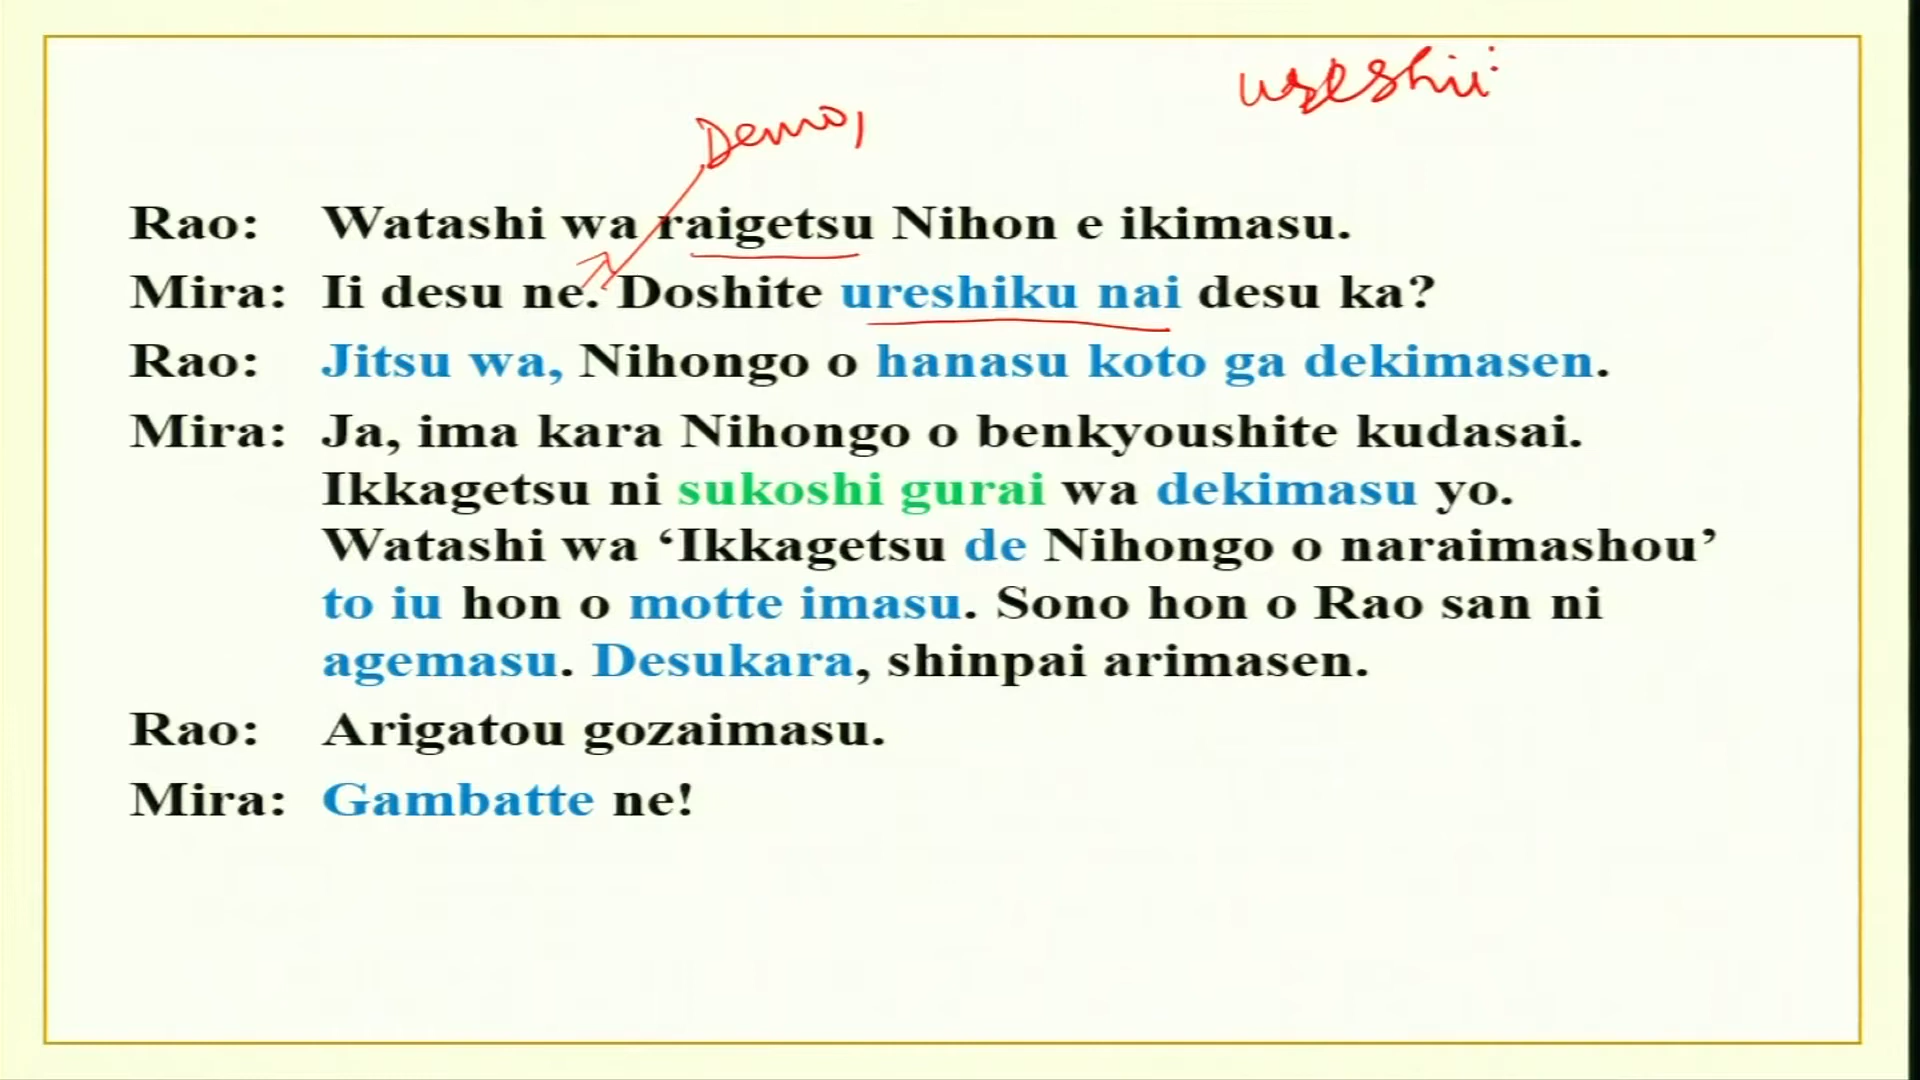 ureshii
Demo,
Rao: Watashi wa raigetsu Nihon e ikimasu.
Mira: Ii desu ne. Doshite ureshiku nai desu ka?
Rao: Jitsu wa, Nihongo o hanasu koto ga dekimasen.
Mira: Ja, ima kara Nihongo o benkyoushite kudasai.
Ikkagetsu ni sukoshi gurai wa dekimasu yo.
Watashi wa ‘Ikkagetsu de Nihongo o naraimashou’
to iu hon o motte imasu. Sono hon o Rao san ni
agemasu. Desukara, shinpai arimasen.
Rao: Arigatou gozaimasu.
Mira: Gambatte ne!